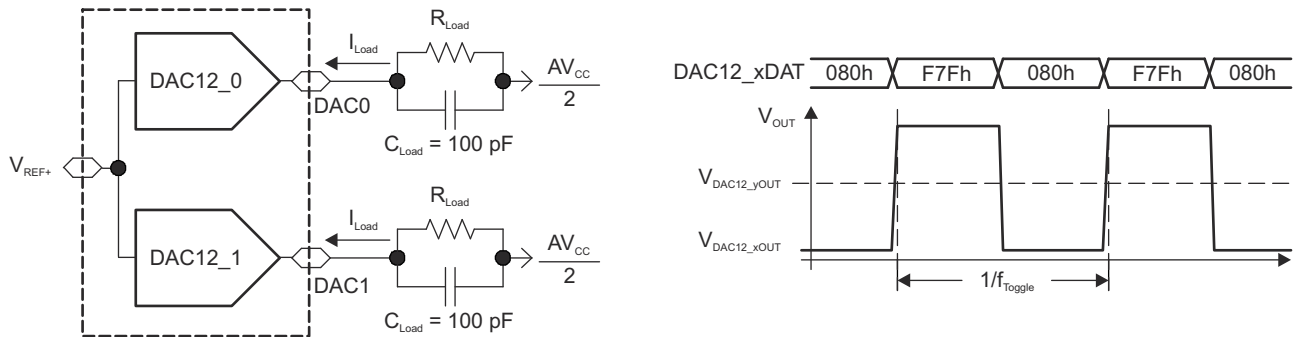 R_Load
I_Load
AV_CC
2
DAC12_0
DAC0
C_Load = 100 pF
V_REF+
R_Load
I_Load
AV_CC
2
DAC12_1
DAC1
C_Load = 100 pF
DAC12_xDAT 080h F7Fh 080h F7Fh 080h
V_OUT
V_DAC12_yOUT
V_DAC12_xOUT
1/f_Toggle